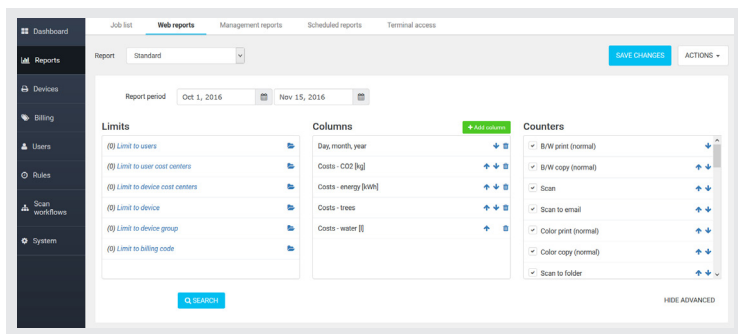 Dashboard
Reports
Devices
Billing
Users
Rules
Scan
workflows
System
Job list Web reports Management reports Scheduled reports Terminal access
Report Standard SAVE CHANGES ACTIONS
Report period Oct 1, 2016 Nov 15, 2016
Limits
(0) Limit to users
(0) Limit to user cost centers
(0) Limit to device cost centers
(0) Limit to device
(0) Limit to device group
(0) Limit to billing code
Columns + Add column
Day, month, year
Costs - CO2 [kg]
Costs - energy [kWh]
Costs - trees
Costs - water [l]
Counters
B/W print (normal)
B/W copy (normal)
Scan
Scan to email
Color print (normal)
Color copy (normal)
Scan to folder
SEARCH
HIDE ADVANCED